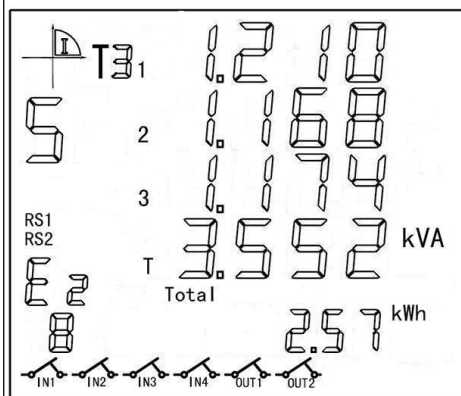 I
T3 1 1.210
S
2 1.168
3 1.174
RS1
RS2
T 3.552 kVA
Total
E2
8
2.57 kWh
IN1 IN2 IN3 IN4 OUT1 OUT2